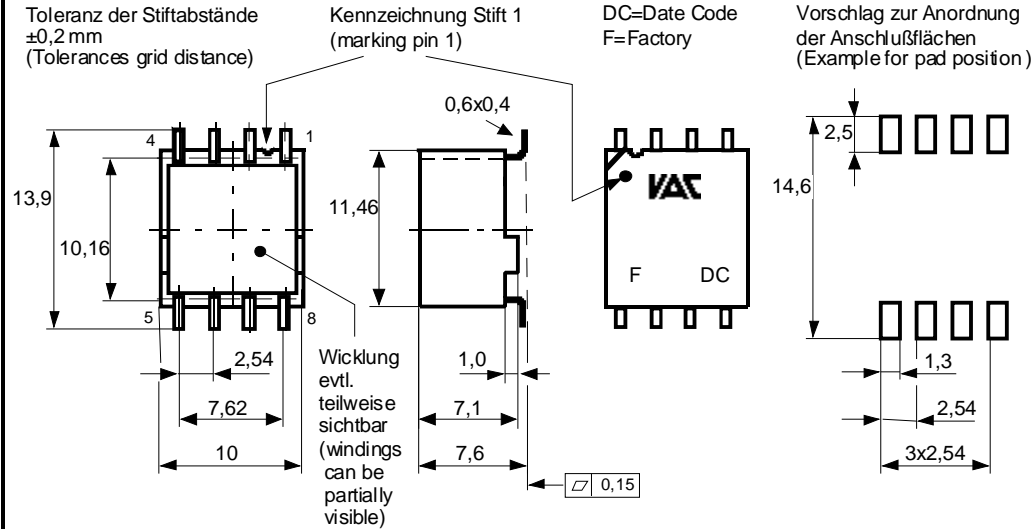 Toleranz der Stiftabstände
±0,2 mm
(Tolerances grid distance)
Kennzeichnung Stift 1
(marking pin 1)
DC=Date Code
F=Factory
Vorschlag zur Anordnung
der Anschlußflächen
(Example for pad position)
4
1
13,9
10,16
5
8
2,54
7,62
10
Wicklung
evtl.
teilweise
sichtbar
(windings
can be
partially
visible)
0,6x0,4
11,46
1,0
7,1
7,6
0,15
VAC
F DC
2,5
14,6
1,3
2,54
3x2,54